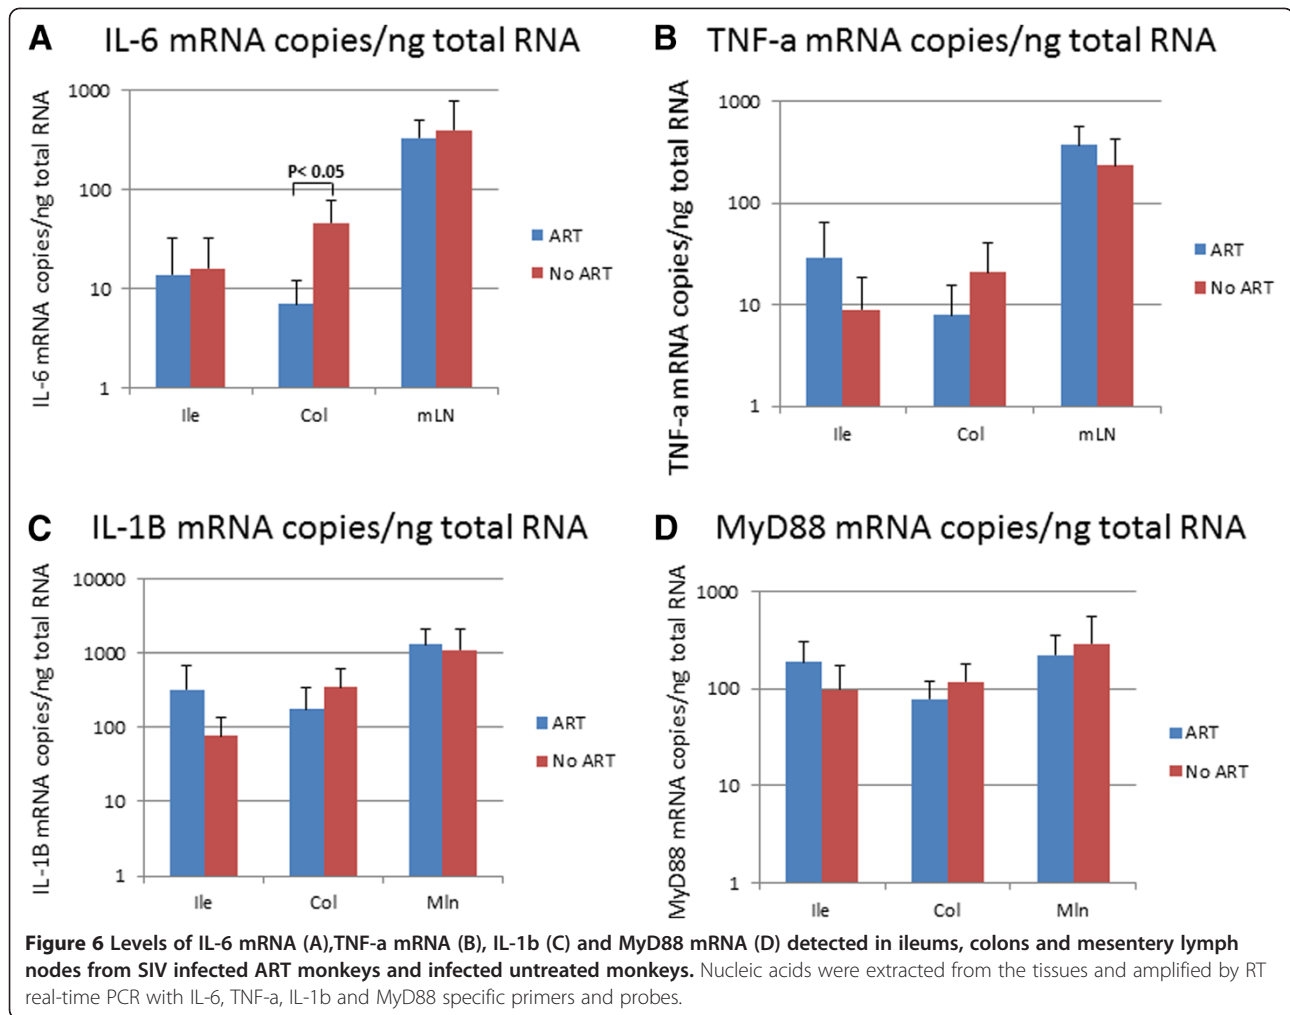 A
IL-6 mRNA copies/ng total RNA
IL-6 mRNA copies/ng total RNA
1000
100
10
1
P< 0.05
Ile
Col
mLN
ART
No ART
B
TNF-a mRNA copies/ng total RNA
TNF-a mRNA copies/ng total RNA
1000
100
10
1
Ile
Col
mLN
ART
No ART
C
IL-1B mRNA copies/ng total RNA
IL-1B mRNA copies/ng total RNA
10000
1000
100
10
1
Ile
Col
Mln
ART
No ART
D
MyD88 mRNA copies/ng total RNA
MyD88 mRNA copies/ng total RNA
1000
100
10
1
Ile
Col
Mln
ART
No ART
Figure 6 Levels of IL-6 mRNA (A),TNF-a mRNA (B), IL-1b (C) and MyD88 mRNA (D) detected in ileums, colons and mesentery lymph
nodes from SIV infected ART monkeys and infected untreated monkeys. Nucleic acids were extracted from the tissues and amplified by RT
real-time PCR with IL-6, TNF-a, IL-1b and MyD88 specific primers and probes.